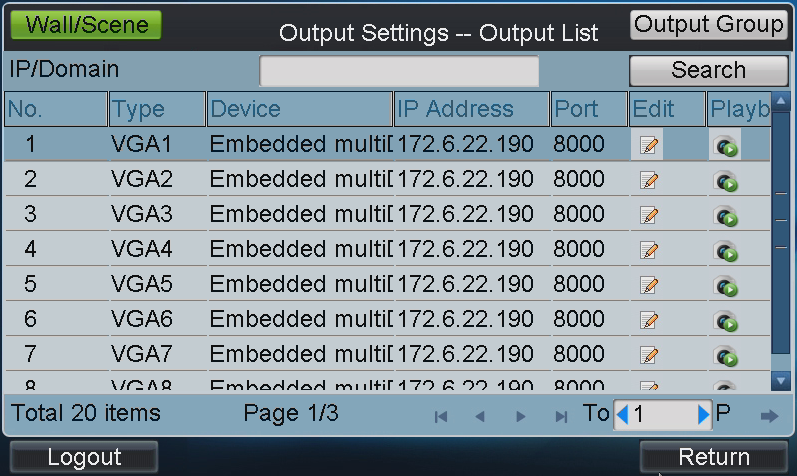 Wall/Scene Output Settings -- Output List Output Group
IP/Domain Search
No. Type Device IP Address Port Edit Playb
1 VGA1 Embedded multi 172.6.22.190 8000
2 VGA2 Embedded multi 172.6.22.190 8000
3 VGA3 Embedded multi 172.6.22.190 8000
4 VGA4 Embedded multi 172.6.22.190 8000
5 VGA5 Embedded multi 172.6.22.190 8000
6 VGA6 Embedded multi 172.6.22.190 8000
7 VGA7 Embedded multi 172.6.22.190 8000
8 VGA8 Embedded multi 172.6.22.190 8000
Total 20 items Page 1/3 To 1 P
Logout Return